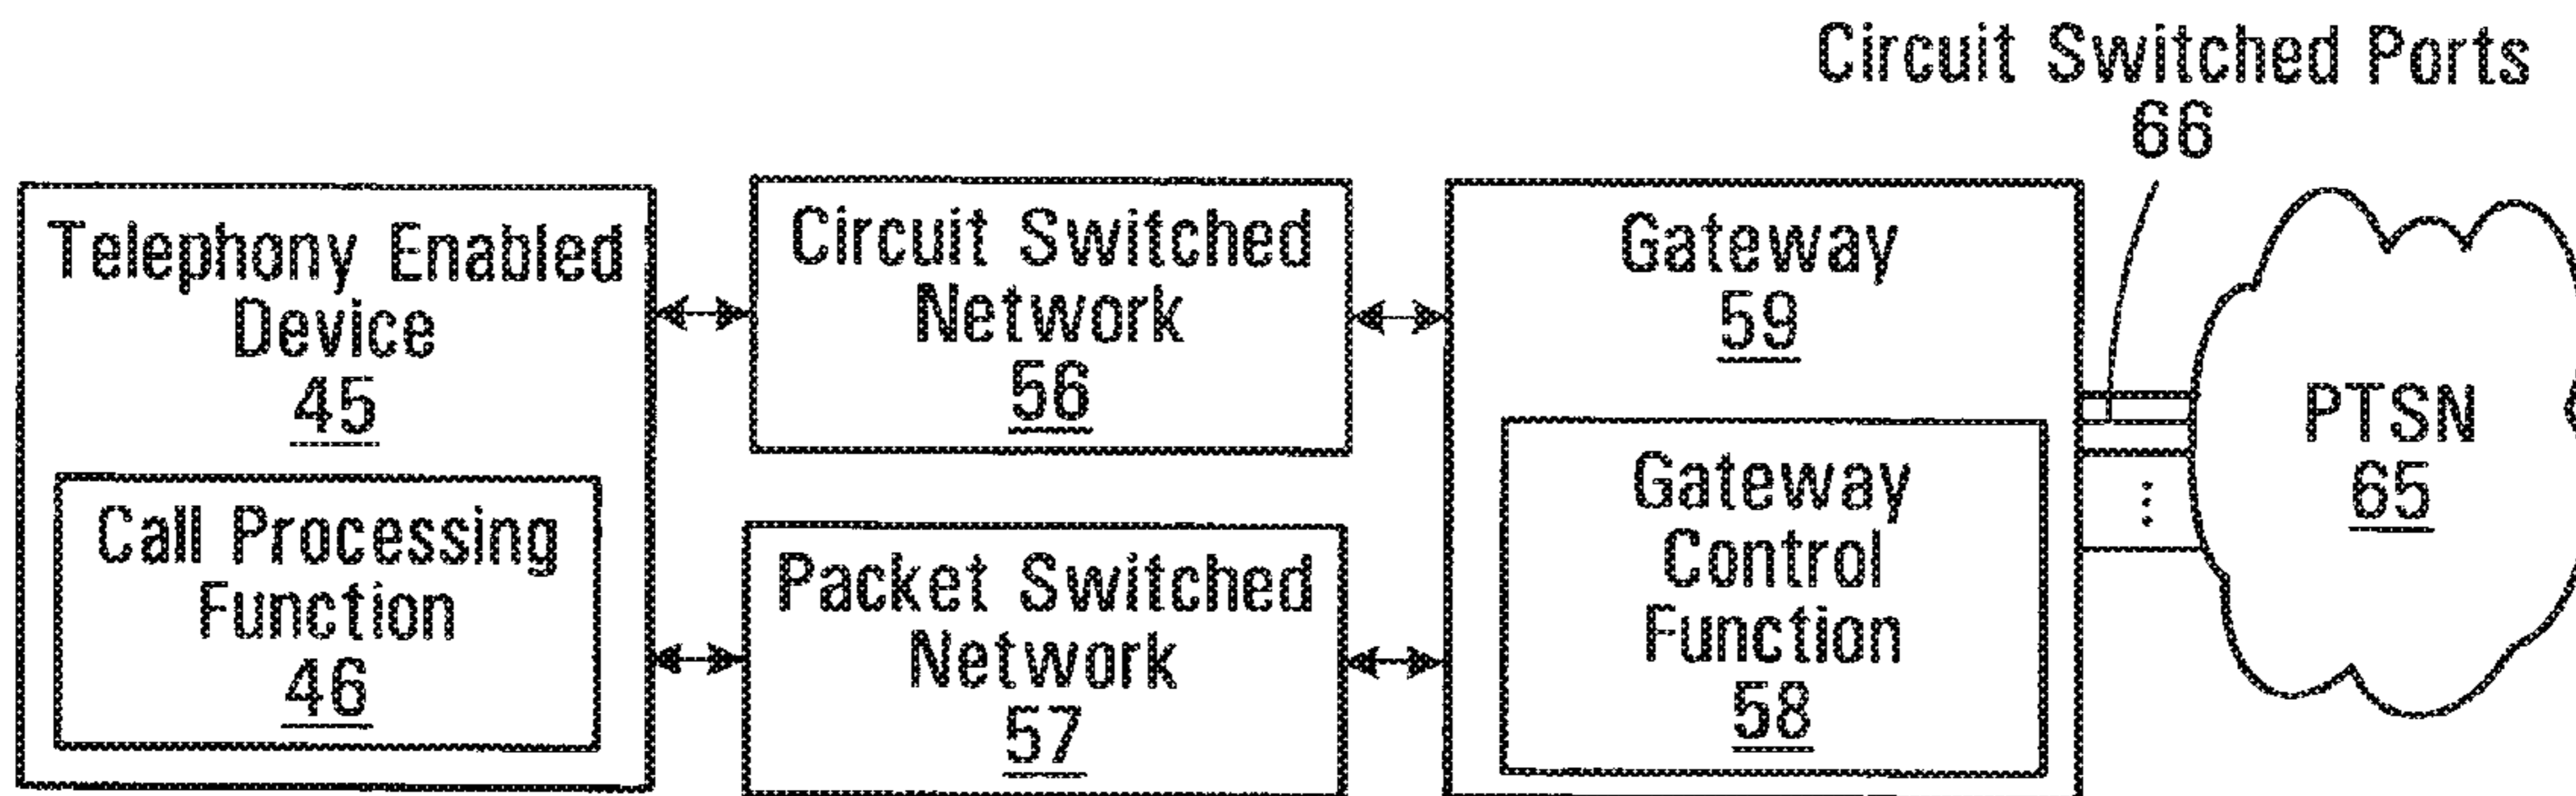 Circuit Switched Ports
66
Telephony Enabled
Device
45
Call Processing
Function
46
Circuit Switched
Network
56
Packet Switched
Network
57
Gateway
59
Gateway
Control
Function
58
PTSN
65